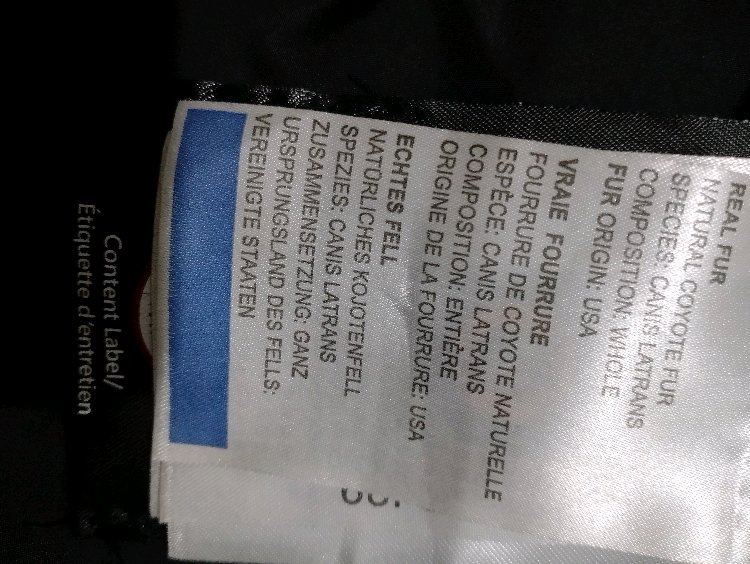 REAL FUR
NATURAL COYOTE FUR
SPECIES: CANIS LATRANS
COMPOSITION: WHOLE
FUR ORIGIN: USA
VRAIE FOURRURE
FOURRURE DE COYOTE NATURELLE
ESPÈCE: CANIS LATRANS
COMPOSITION: ENTIÈRE
ORIGINE DE LA FOURRURE: USA
ECHTES FELL
NATÜRLICHES KOJOTENFELL
SPEZIES: CANIS LATRANS
ZUSAMMENSETZUNG: GANZ
URSPRUNGSLAND DES FELLS:
VEREINIGTE STAATEN
Content Label/
Étiquette d'entretien